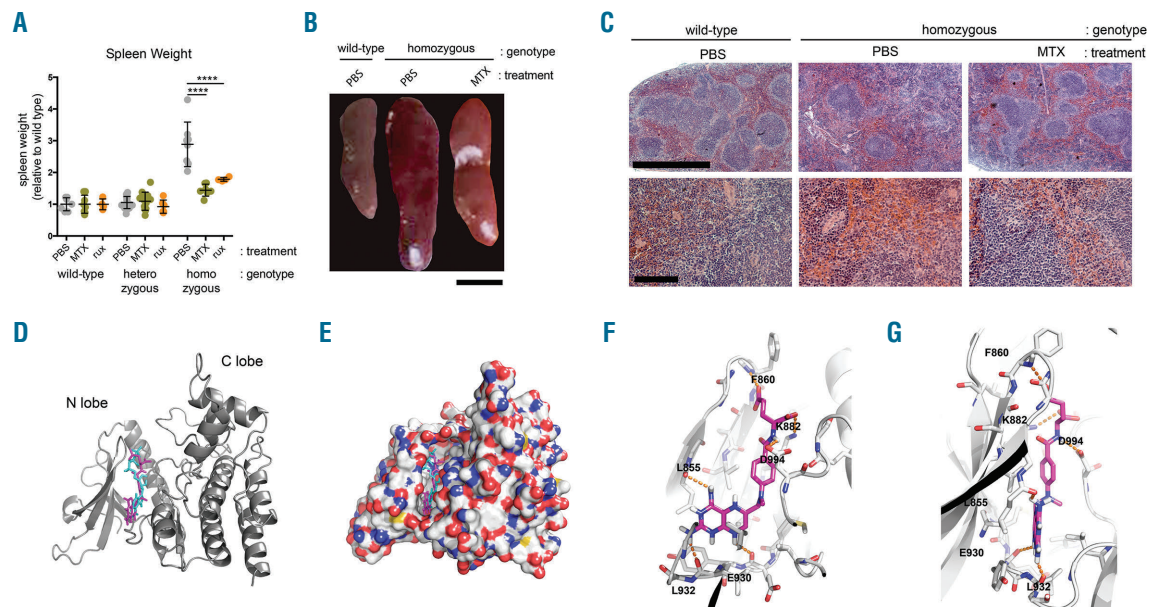 A
Spleen Weight
spleen weight
(relative to wild type)
5
4
3
2
1
0
****
****
PBS MTX rux PBS MTX rux PBS MTX rux : treatment
wild-type hetero zygous homo zygous : genotype
B
wild-type homozygous : genotype
PBS PBS MTX : treatment
C
wild-type homozygous : genotype
PBS PBS MTX : treatment
D
N lobe
C lobe
E
F
F860
K882
D994
L855
E930
L932
G
F860
K882
D994
L855
E930
L932